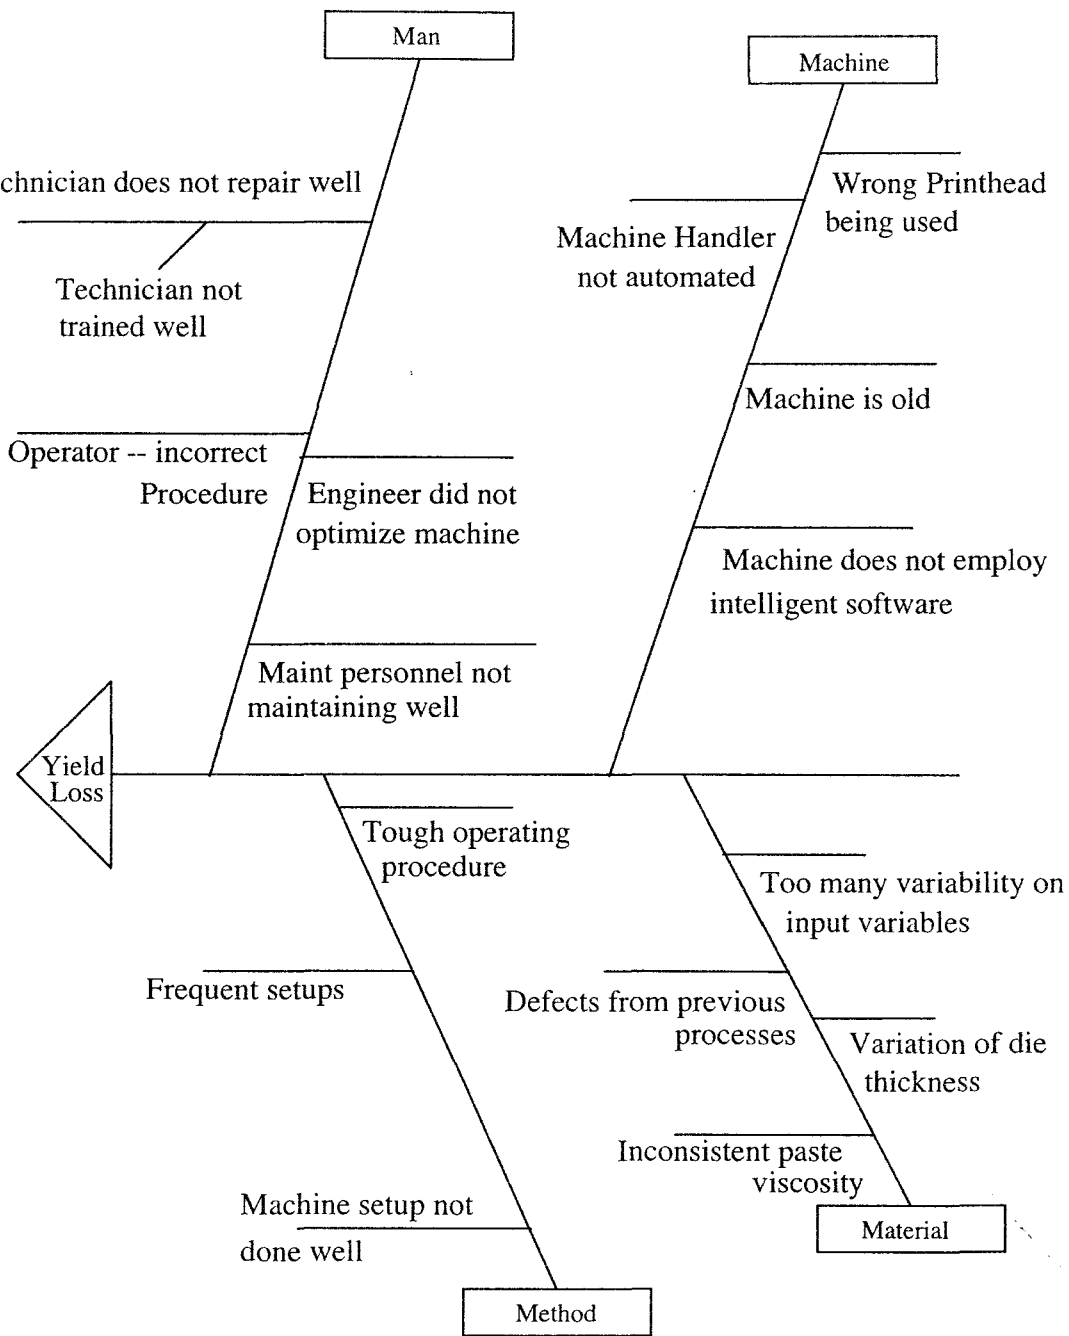 Man
Machine
chnician does not repair well
Wrong Printhead
being used
Machine Handler
not automated
Technician not
trained well
Machine is old
Operator -- incorrect
Procedure
Engineer did not
optimize machine
Machine does not employ
intelligent software
Maint personnel not
maintaining well
Yield
Loss
Tough operating
procedure
Too many variability on
input variables
Frequent setups
Defects from previous
processes
Variation of die
thickness
Inconsistent paste
viscosity
Machine setup not
done well
Material
Method